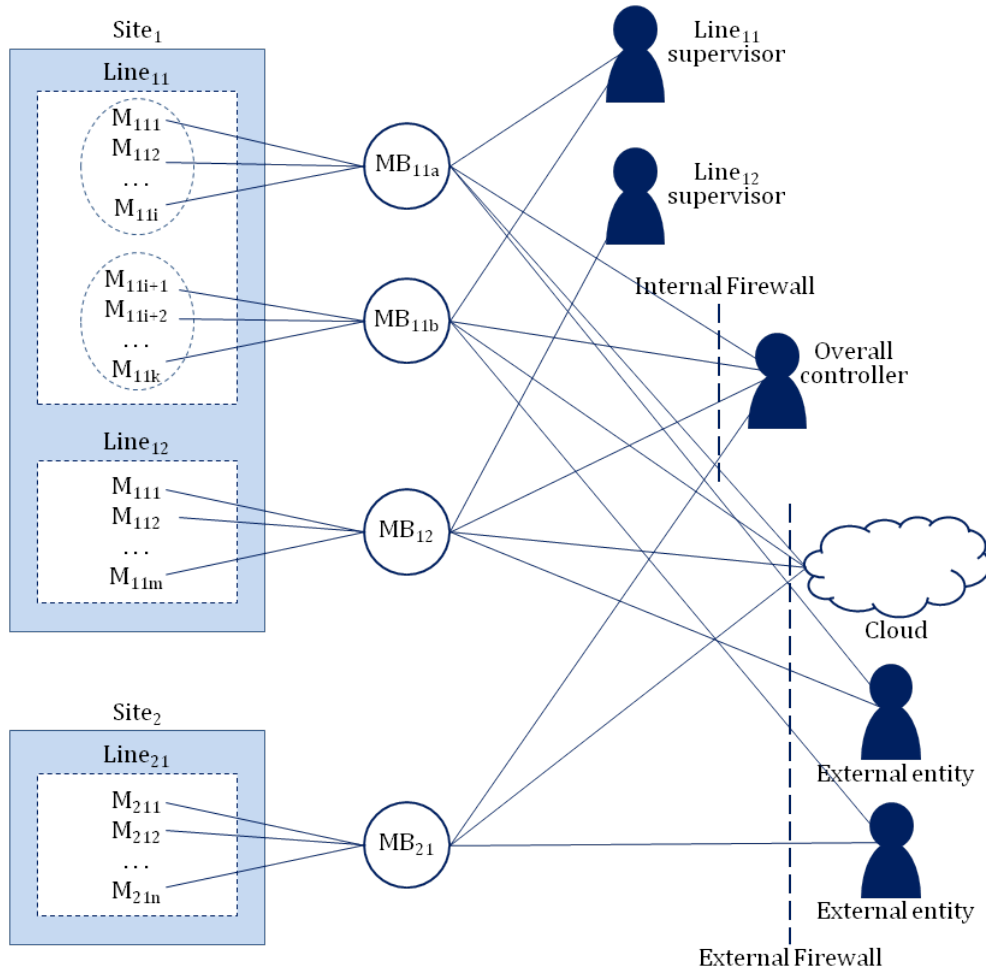 Site₁
Line₁₁
M₁₁₁
M₁₁₂
...
M₁₁ᵢ
M₁₁ᵢ₊₁
M₁₁ᵢ₊₂
...
M₁₁ₖ
Line₁₂
M₁₁₁
M₁₁₂
...
M₁₁ₘ
Site₂
Line₂₁
M₂₁₁
M₂₁₂
...
M₂₁ₙ
MB₁₁ₐ
MB₁₁b
MB₁₂
MB₂₁
Line₁₁
supervisor
Line₁₂
supervisor
Internal Firewall
Overall
controller
Cloud
External entity
External entity
External Firewall